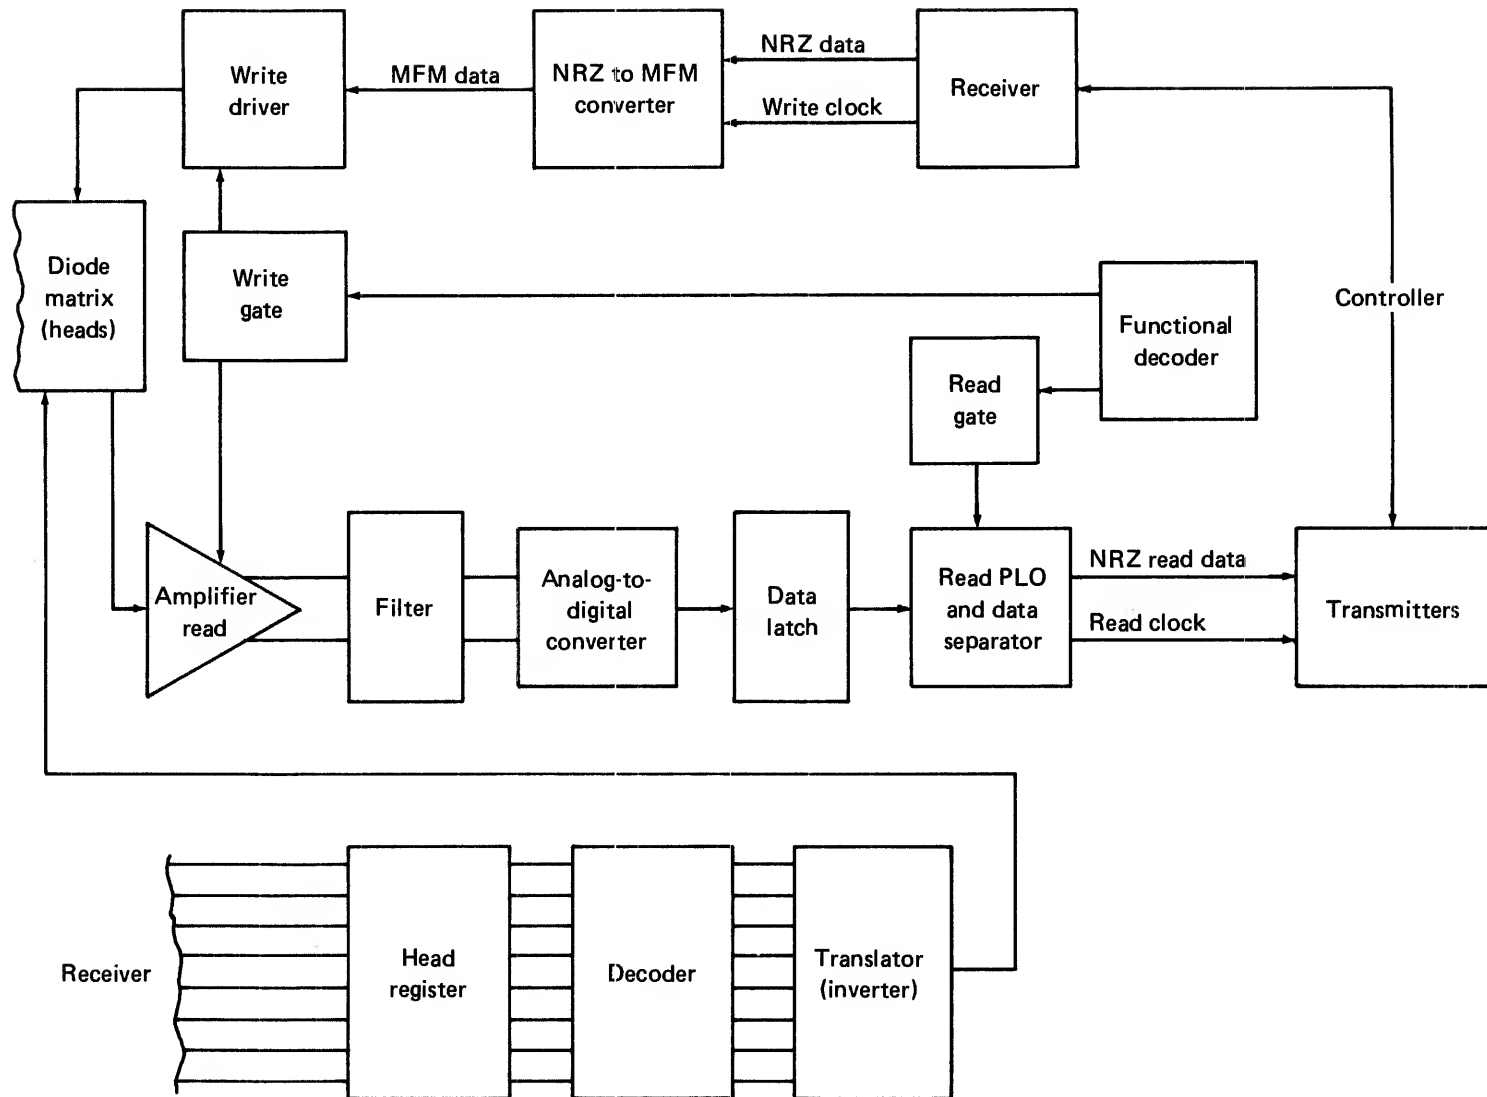 Write
driver
MFM data
NRZ to MFM
converter
NRZ data
Write clock
Receiver
Diode
matrix
(heads)
Write
gate
Controller
Functional
decoder
Read
gate
Amplifier
read
Filter
Analog-to-
digital
converter
Data
latch
Read PLO
and data
separator
NRZ read data
Read clock
Transmitters
Receiver
Head
register
Decoder
Translator
(inverter)